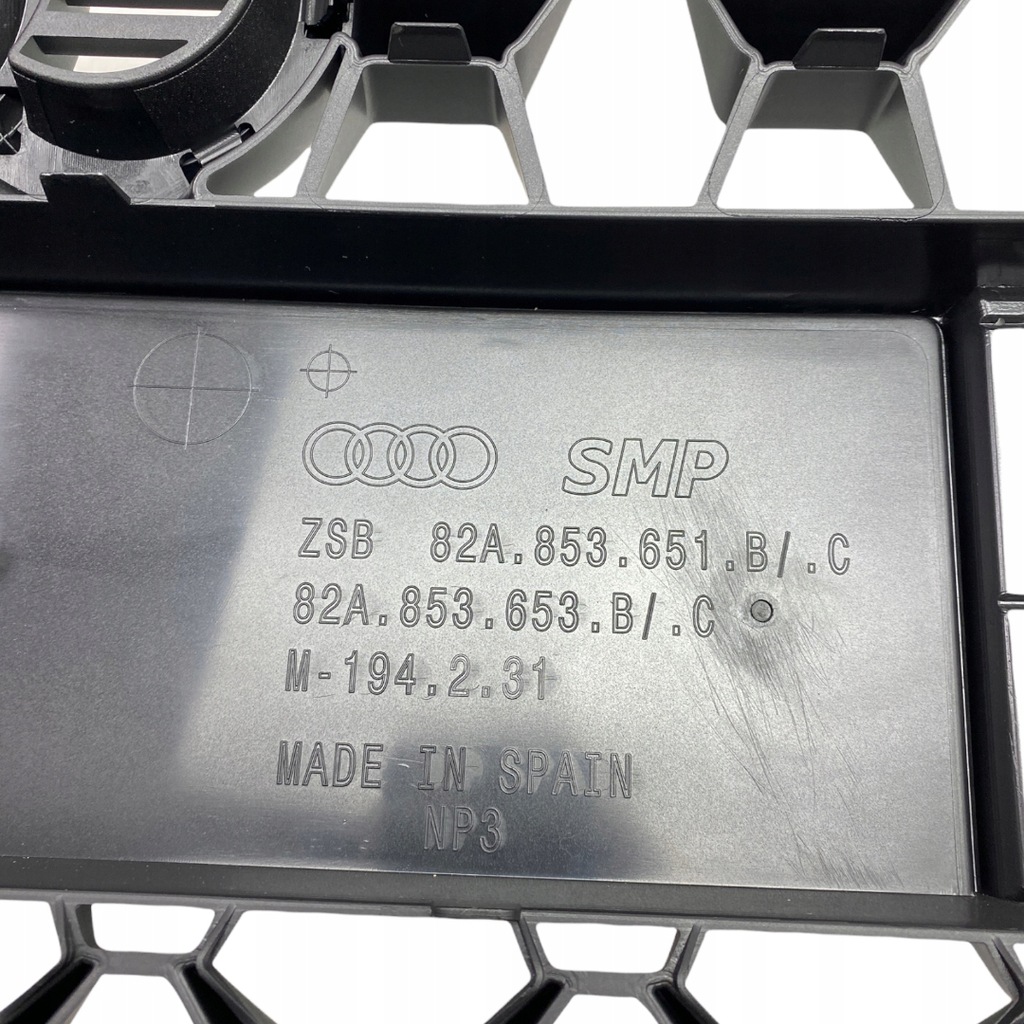 SMP
ZSB 82A.853.651.B/.C
82A.853.653.B/.C
M-194.2.31
MADE IN SPAIN
NP3